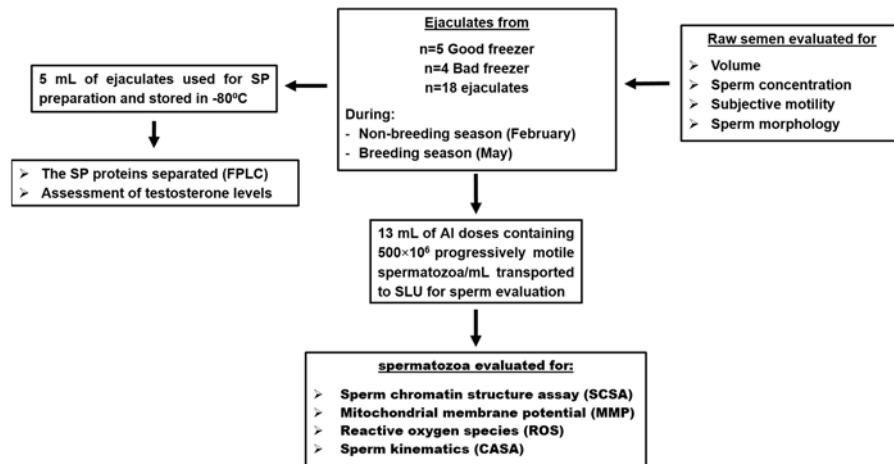 Ejaculates from
n=5 Good freezer
n=4 Bad freezer
n=18 ejaculates
During:
- Non-breeding season (February)
- Breeding season (May)
Raw semen evaluated for
➢ Volume
➢ Sperm concentration
➢ Subjective motility
➢ Sperm morphology
5 mL of ejaculates used for SP
preparation and stored in -80ºC
➢ The SP proteins separated (FPLC)
➢ Assessment of testosterone levels
13 mL of AI doses containing
500×10⁶ progressively motile
spermatozoa/mL transported
to SLU for sperm evaluation
spermatozoa evaluated for:
➢ Sperm chromatin structure assay (SCSA)
➢ Mitochondrial membrane potential (MMP)
➢ Reactive oxygen species (ROS)
➢ Sperm kinematics (CASA)